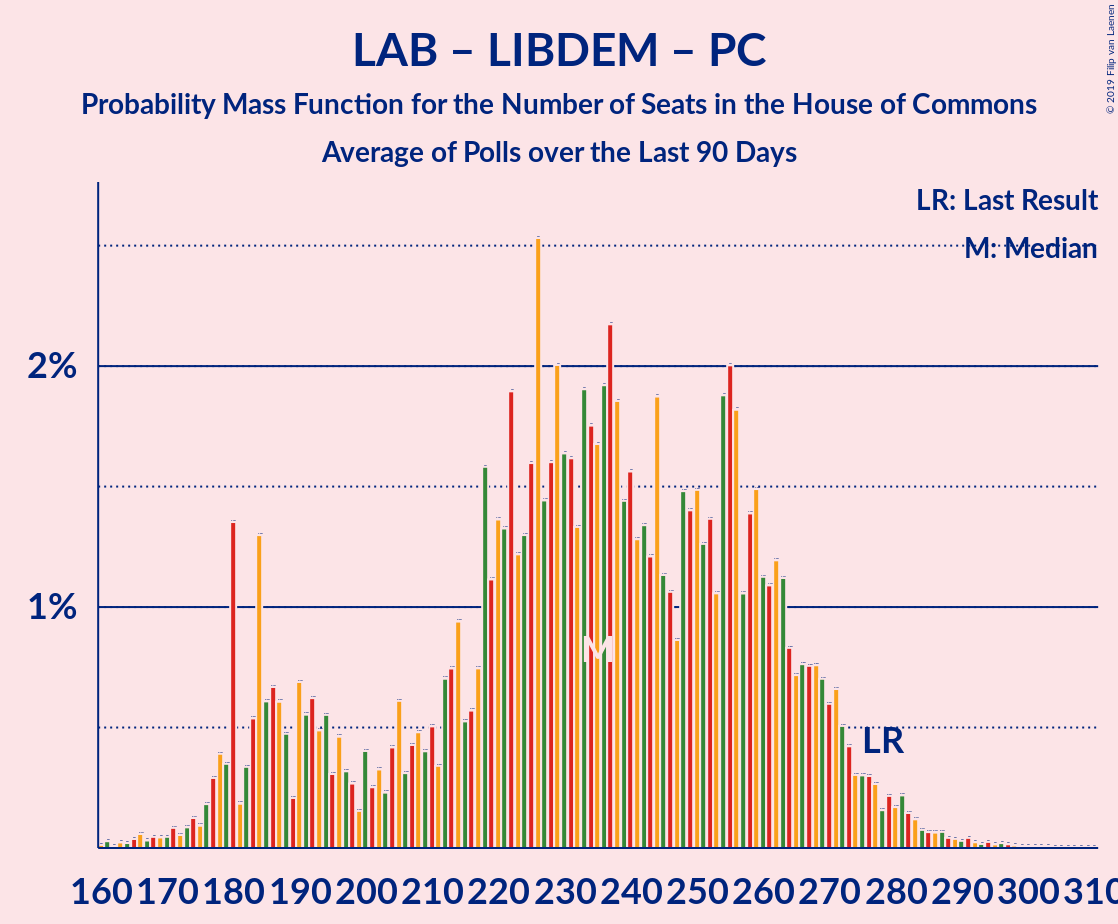 LAB – LIBDEM – PC
Probability Mass Function for the Number of Seats in the House of Commons
Average of Polls over the Last 90 Days
© 2019 Filip van Laenen
LR: Last Result
M: Median
2%
1%
M
LR
160 170 180 190 200 210 220 230 240 250 260 270 280 290 300 310